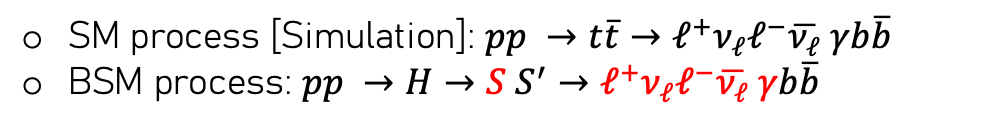 ○ SM process [Simulation]: pp → tt̄ → ℓ⁺νℓℓ⁻ν̄ℓ γbb̄
○ BSM process: pp → H → S S′ → ℓ⁺νℓℓ⁻ν̄ℓ γbb̄